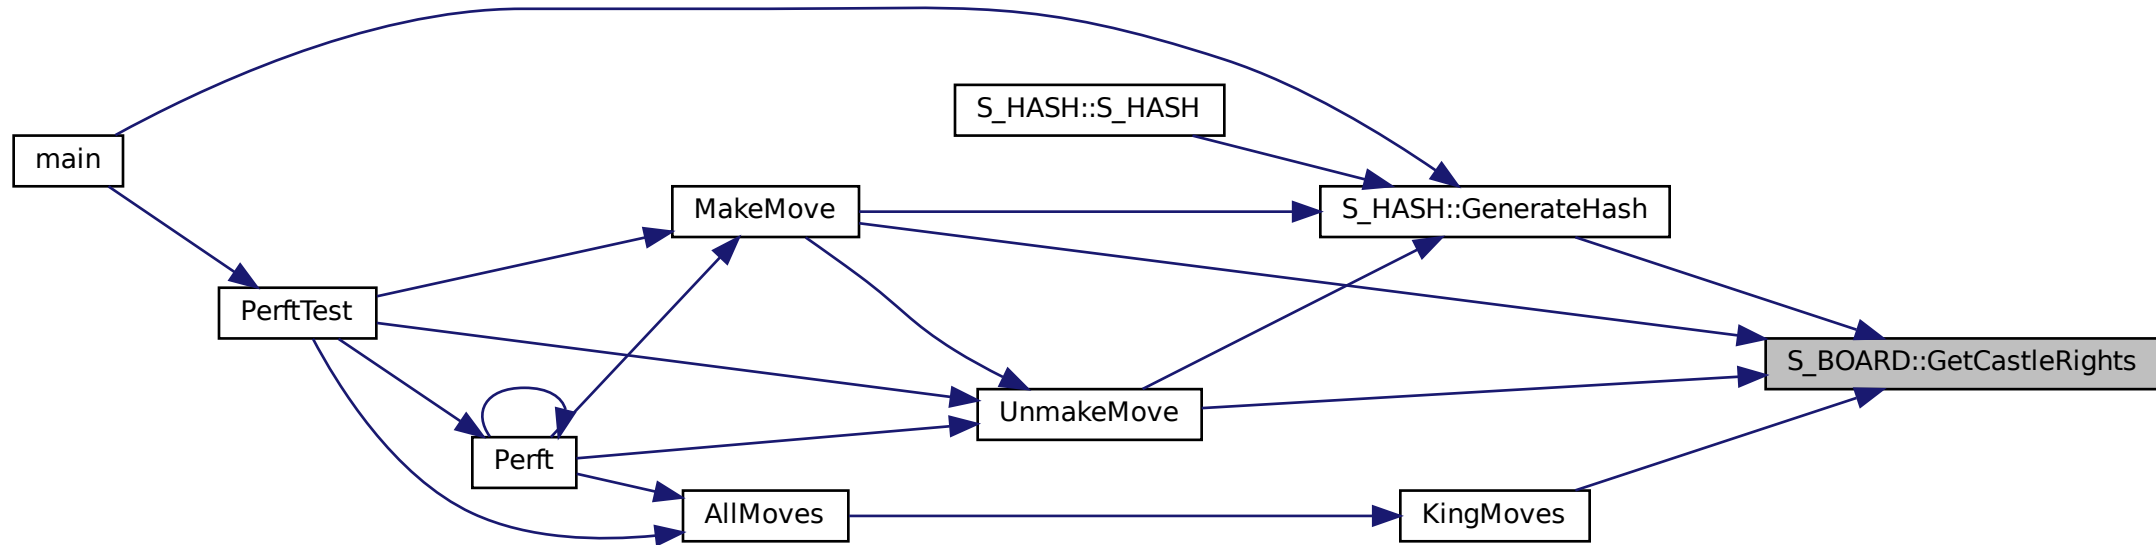 S_HASH::S_HASH
main
MakeMove
S_HASH::GenerateHash
PerftTest
S_BOARD::GetCastleRights
UnmakeMove
Perft
AllMoves
KingMoves